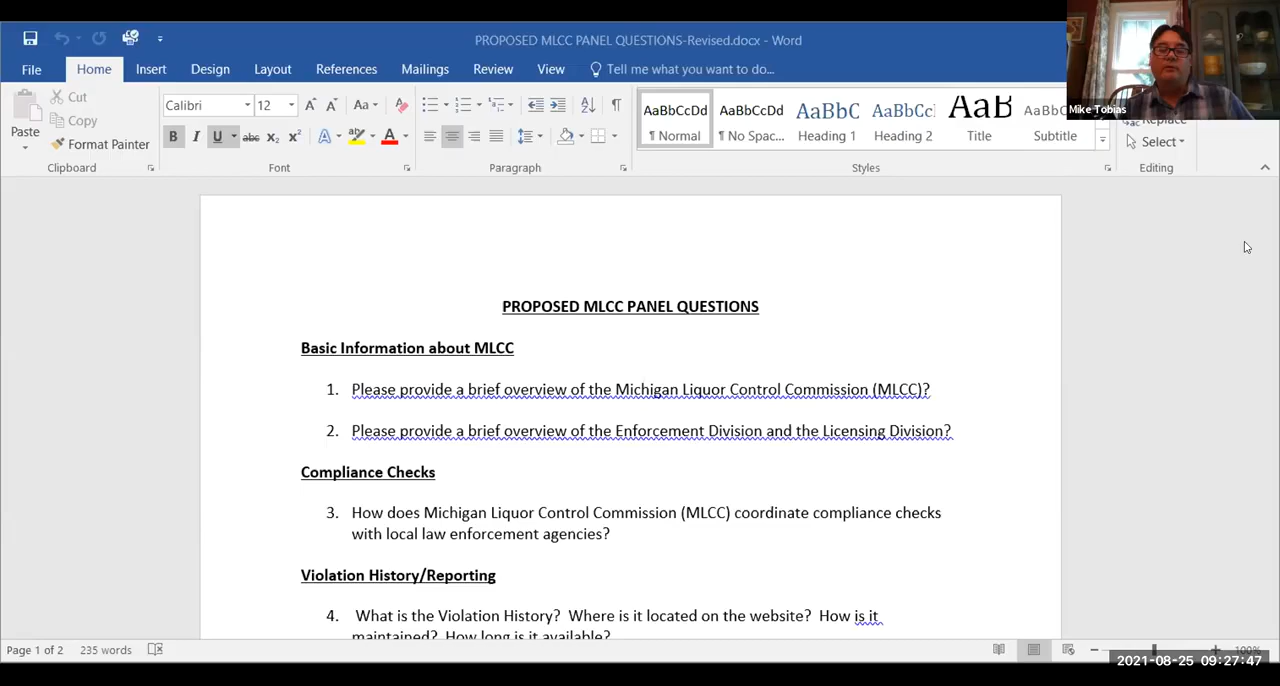 PROPOSED MLCC PANEL QUESTIONS-Revised.docx - Word
File Home Insert Design Layout References Mailings Review View Tell me what you want to do...
Mike Tobias
Paste
Cut
Copy
Format Painter
Clipboard
Calibri 12
Aa
B I U abc X₂ X² A A
Font
Paragraph
AaBbCcDd AaBbCcDd AaBbC AaBbCc AaB AaBbC
¶ Normal ¶ No Spac... Heading 1 Heading 2 Title Subtitle
Styles
Replace
Select
Editing
PROPOSED MLCC PANEL QUESTIONS
Basic Information about MLCC
1. Please provide a brief overview of the Michigan Liquor Control Commission (MLCC)?
2. Please provide a brief overview of the Enforcement Division and the Licensing Division?
Compliance Checks
3. How does Michigan Liquor Control Commission (MLCC) coordinate compliance checks
with local law enforcement agencies?
Violation History/Reporting
4. What is the Violation History? Where is it located on the website? How is it
maintained? How long is it available?
Page 1 of 2 235 words
100%
2021-08-25 09:27:47